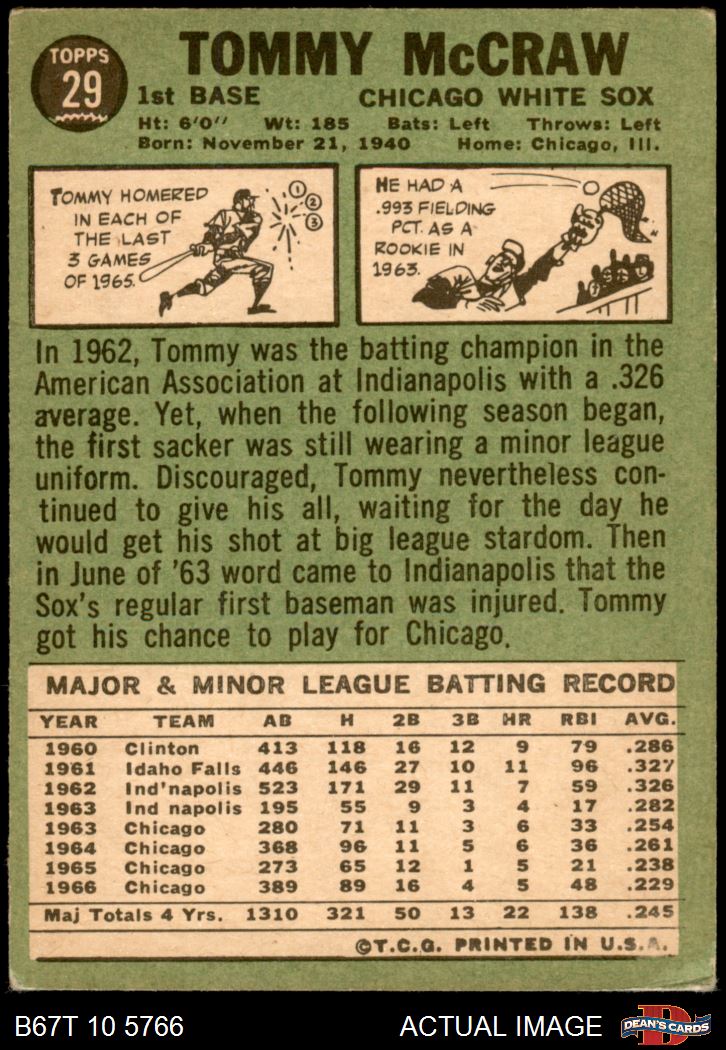 TOPPS
29
TOMMY McCRAW
1st BASE CHICAGO WHITE SOX
Ht: 6'0" Wt: 185 Bats: Left Throws: Left
Born: November 21, 1940 Home: Chicago, Ill.
TOMMY HOMERED
IN EACH OF
THE LAST
3 GAMES
OF 1965.
1
2
3
HE HAD A
.993 FIELDING
PCT. AS A
ROOKIE IN
1963.
In 1962, Tommy was the batting champion in the
American Association at Indianapolis with a .326
average. Yet, when the following season began,
the first sacker was still wearing a minor league
uniform. Discouraged, Tommy nevertheless con-
tinued to give his all, waiting for the day he
would get his shot at big league stardom. Then
in June of '63 word came to Indianapolis that the
Sox's regular first baseman was injured. Tommy
got his chance to play for Chicago.
MAJOR & MINOR LEAGUE BATTING RECORD
YEAR TEAM AB H 2B 3B HR RBI AVG.
1960 Clinton 413 118 16 12 9 79 .286
1961 Idaho Falls 446 146 27 10 11 96 .327
1962 Ind'napolis 523 171 29 11 7 59 .326
1963 Ind napolis 195 55 9 3 4 17 .282
1963 Chicago 280 71 11 3 6 33 .254
1964 Chicago 368 96 11 5 6 36 .261
1965 Chicago 273 65 12 1 5 21 .238
1966 Chicago 389 89 16 4 5 48 .229
Maj Totals 4 Yrs. 1310 321 50 13 22 138 .245
©T.C.G. PRINTED IN U.S.A.
B67T 10 5766 ACTUAL IMAGE
D
DEAN'S CARDS